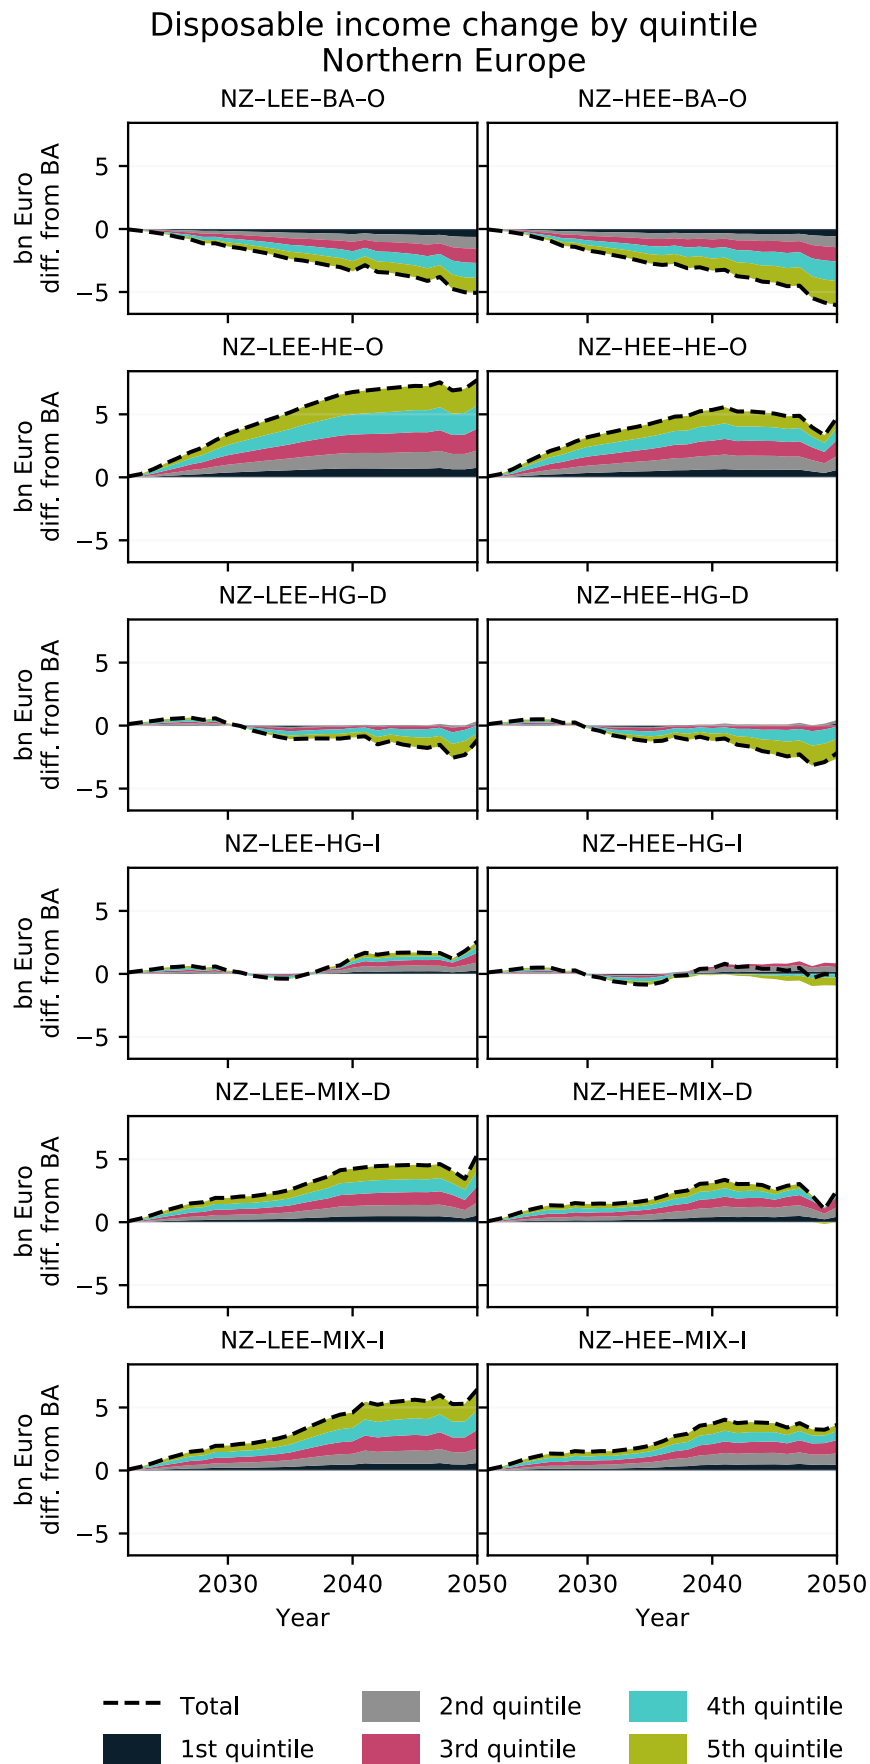 Disposable income change by quintile
Northern Europe
NZ–LEE–BA–O
NZ–HEE–BA–O
bn Euro
diff. from BA
5
0
−5
NZ–LEE-HE–O
NZ–HEE–HE–O
bn Euro
diff. from BA
5
0
−5
NZ–LEE–HG–D
NZ–HEE–HG–D
bn Euro
diff. from BA
5
0
−5
NZ–LEE–HG–I
NZ–HEE–HG–I
bn Euro
diff. from BA
5
0
−5
NZ–LEE–MIX–D
NZ–HEE–MIX–D
bn Euro
diff. from BA
5
0
−5
NZ–LEE–MIX–I
NZ–HEE–MIX–I
bn Euro
diff. from BA
5
0
−5
2030 2040 2050 2030 2040 2050
Year Year
Total 2nd quintile 4th quintile
1st quintile 3rd quintile 5th quintile